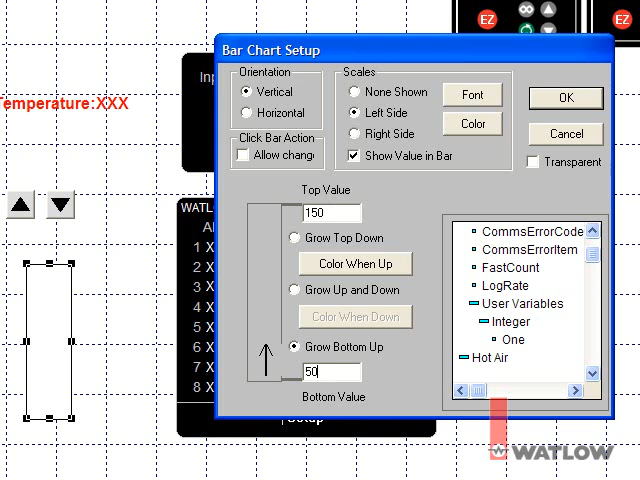 EZ
EZ
Bar Chart Setup
Orientation
Vertical
Horizontal
Click Bar Action
Allow chang
Scales
None Shown
Left Side
Right Side
Show Value in Bar
Font
Color
OK
Cancel
Transparent
Temperature:XXX
Top Value
150
Grow Top Down
Color When Up
Grow Up and Down
Color When Down
Grow Bottom Up
50
Bottom Value
CommsErrorCode
CommsErrorItem
FastCount
LogRate
User Variables
Integer
One
Hot Air
Inp
WATL
1 X
2 X
3 X
4 X
5 X
6 X
7 X
8 X
Setup
WATLOW